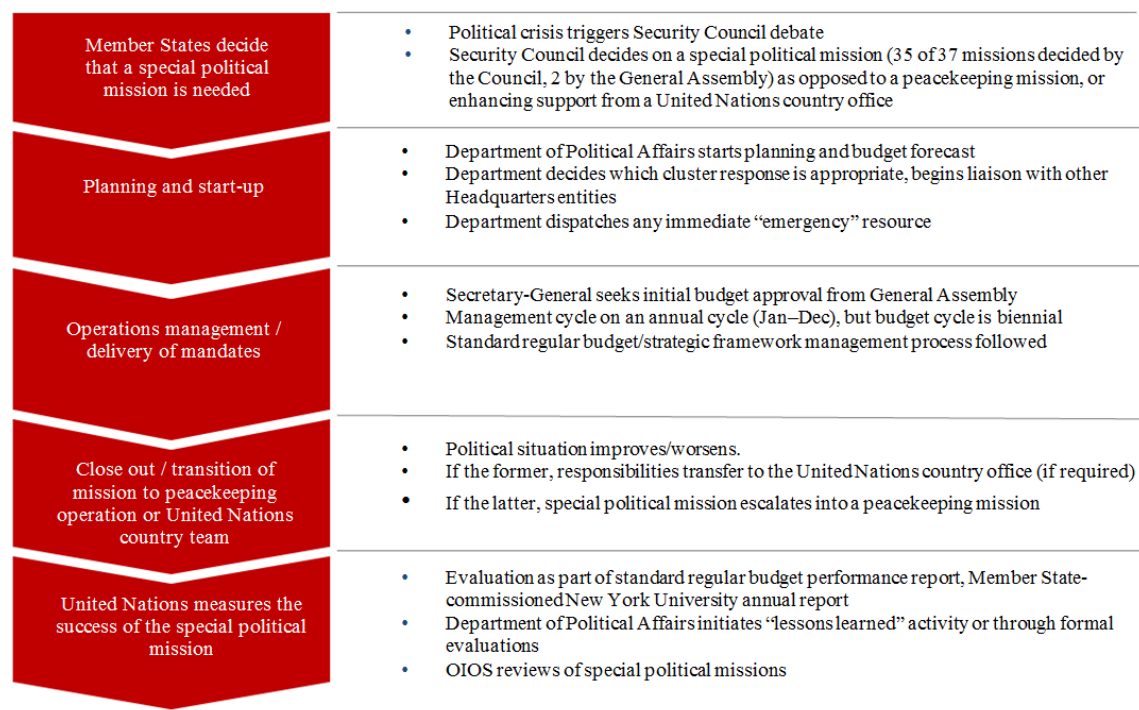 Member States decide
that a special political
mission is needed
• Political crisis triggers Security Council debate
• Security Council decides on a special political mission (35 of 37 missions decided by
the Council, 2 by the General Assembly) as opposed to a peacekeeping mission, or
enhancing support from a United Nations country office
Planning and start-up
• Department of Political Affairs starts planning and budget forecast
• Department decides which cluster response is appropriate, begins liaison with other
Headquarters entities
• Department dispatches any immediate “emergency” resource
Operations management /
delivery of mandates
• Secretary-General seeks initial budget approval from General Assembly
• Management cycle on an annual cycle (Jan–Dec), but budget cycle is biennial
• Standard regular budget/strategic framework management process followed
Close out / transition of
mission to peacekeeping
operation or United Nations
country team
• Political situation improves/worsens.
• If the former, responsibilities transfer to the United Nations country office (if required)
• If the latter, special political mission escalates into a peacekeeping mission
United Nations measures the
success of the special political
mission
• Evaluation as part of standard regular budget performance report, Member State-
commissioned New York University annual report
• Department of Political Affairs initiates “lessons learned” activity or through formal
evaluations
• OIOS reviews of special political missions